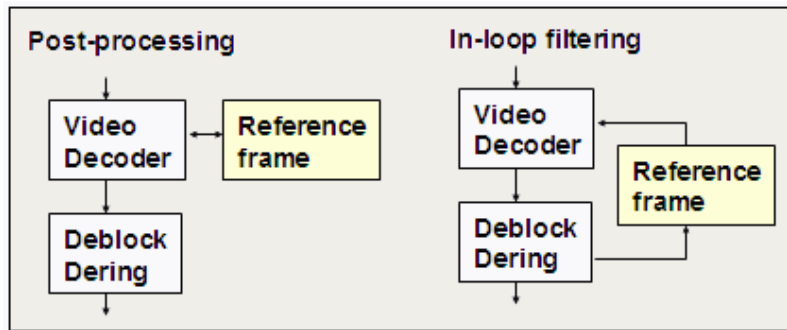 Post-processing
Video
Decoder
Reference
frame
Deblock
Dering
In-loop filtering
Video
Decoder
Reference
frame
Deblock
Dering